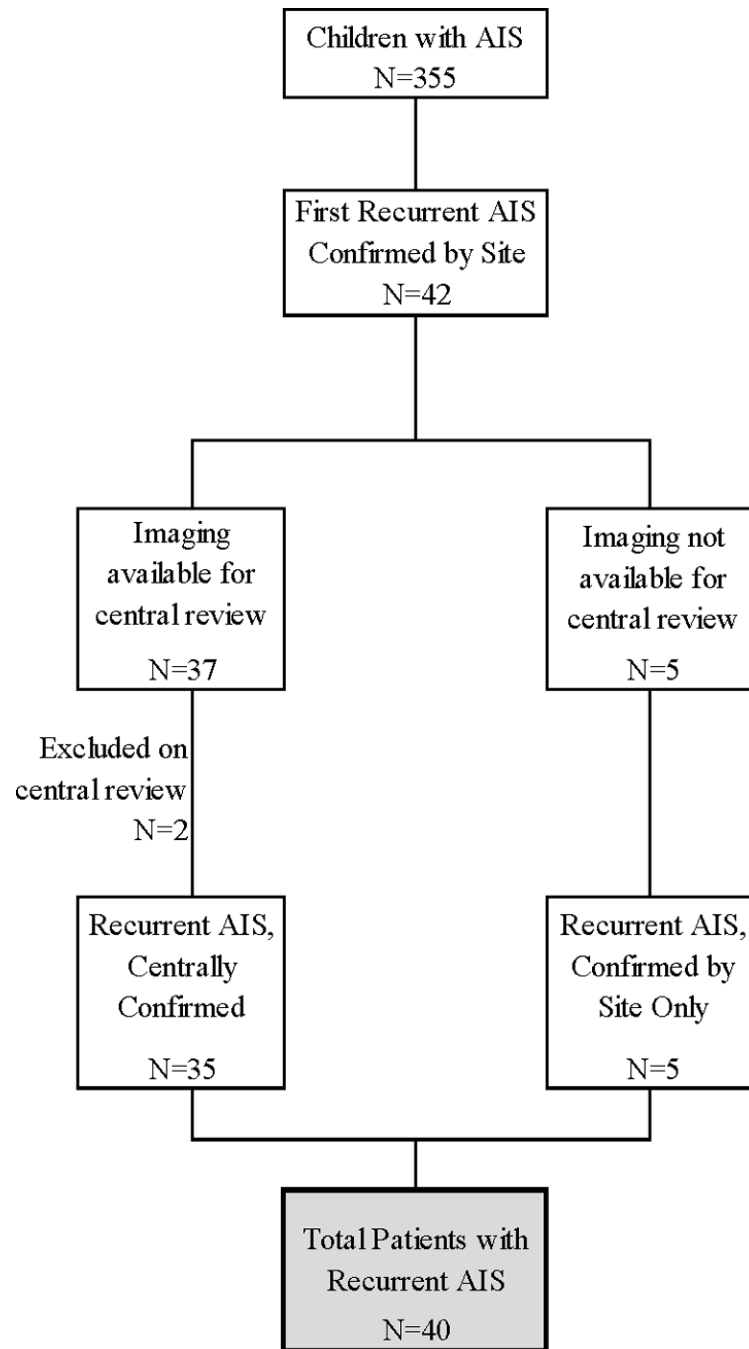 Children with AIS
N=355
First Recurrent AIS
Confirmed by Site
N=42
Imaging
available for
central review
N=37
Imaging not
available for
central review
N=5
Excluded on
central review
N=2
Recurrent AIS,
Centrally
Confirmed
N=35
Recurrent AIS,
Confirmed by
Site Only
N=5
Total Patients with
Recurrent AIS
N=40